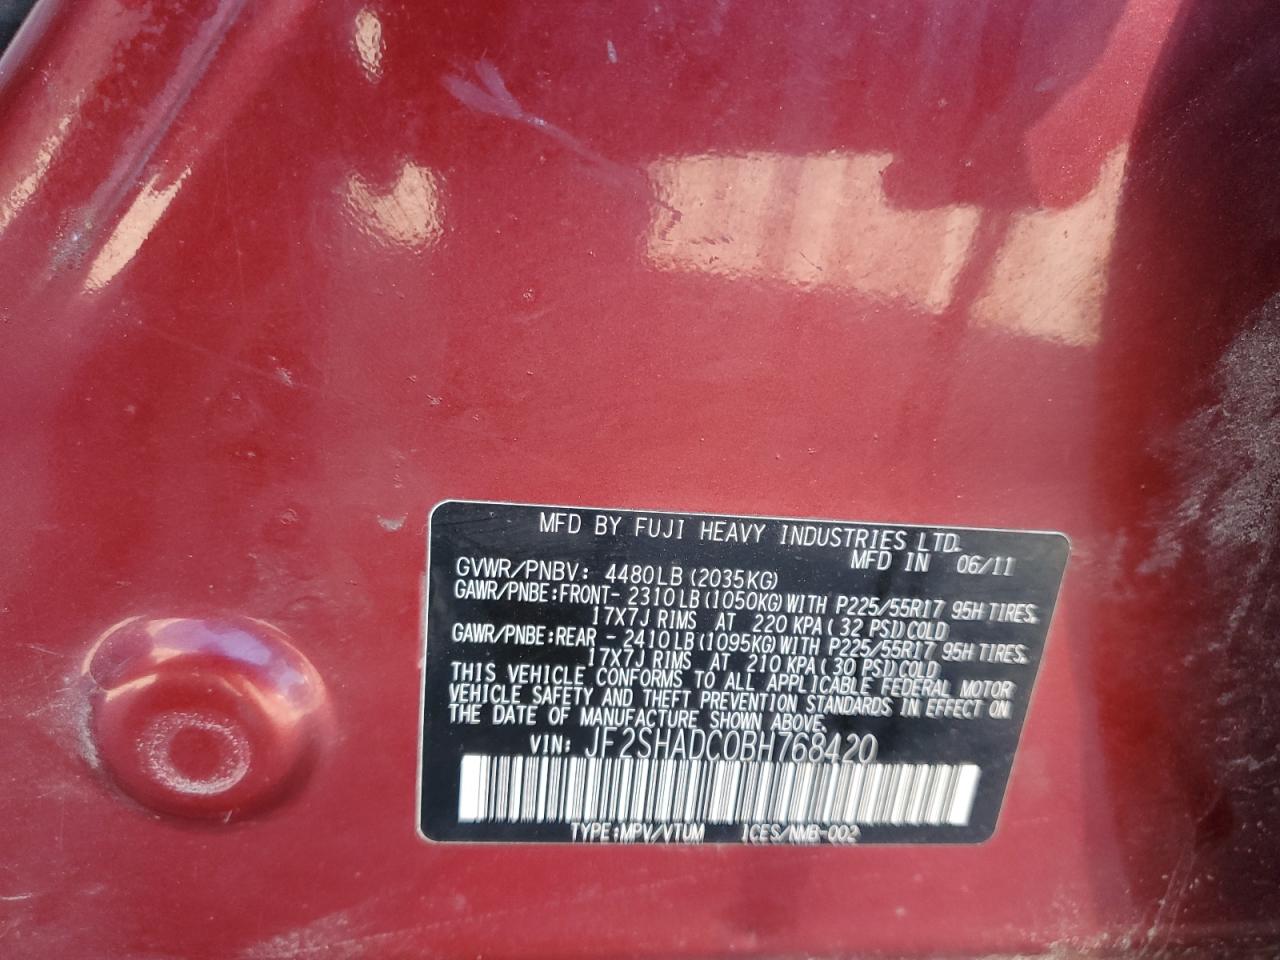 MFD BY FUJI HEAVY INDUSTRIES LTD.
MFD IN 06/11
GVWR/PNBV: 4480LB(2035KG)
GAWR/PNBE:FRONT- 2310LB(1050KG)WITH P225/55R17 95H TIRES,
17X7J RIMS AT 220 KPA(32 PSI)COLD
GAWR/PNBE:REAR - 2410LB(1095KG)WITH P225/55R17 95H TIRES,
17X7J RIMS AT 210 KPA(30 PSI)COLD
THIS VEHICLE CONFORMS TO ALL APPLICABLE FEDERAL MOTOR
VEHICLE SAFETY AND THEFT PREVENTION STANDARDS IN EFFECT ON
THE DATE OF MANUFACTURE SHOWN ABOVE.
VIN: JF2SHADC0BH768420
TYPE:MPV/VTUM ICES/NMB-002